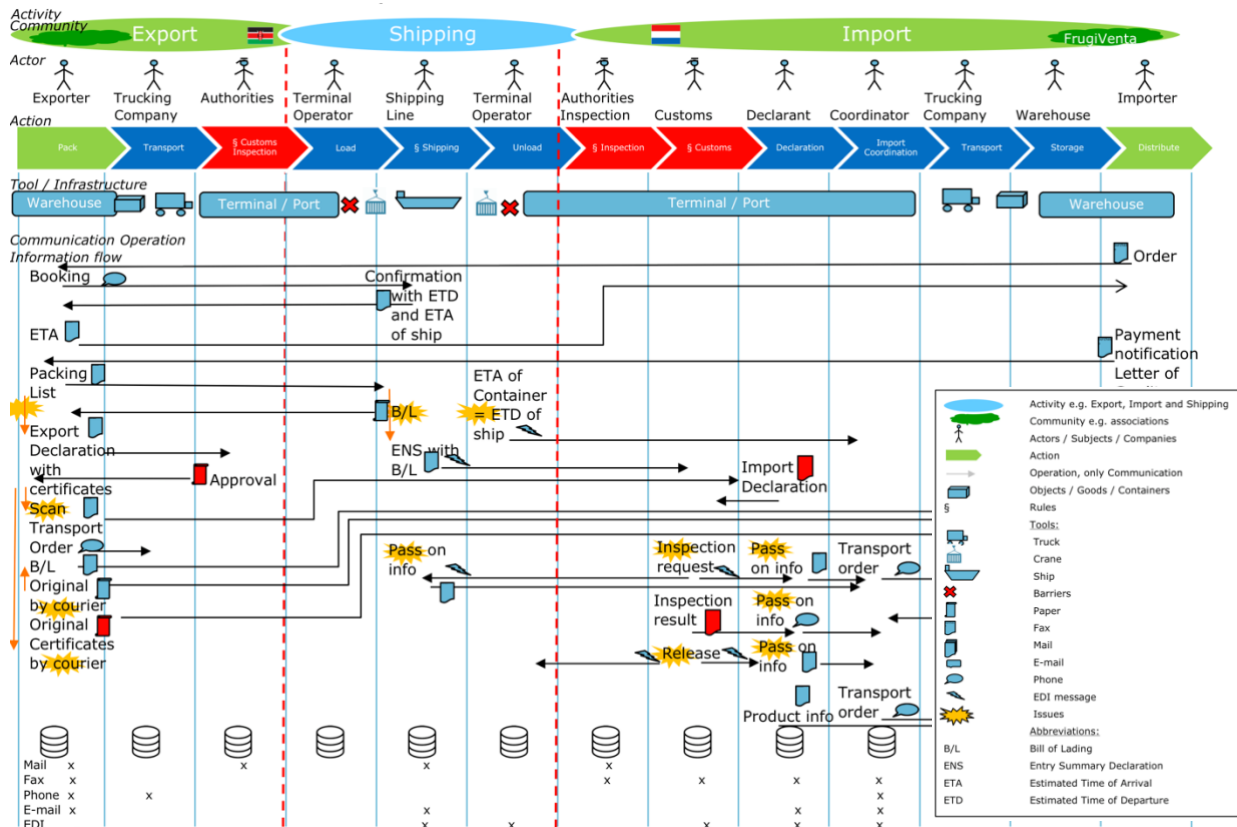 Activity
Community
Export
Shipping
Import
FrugiVenta
Actor
Exporter
Trucking
Company
Authorities
Terminal
Operator
Shipping
Line
Terminal
Operator
Authorities
Inspection
Customs
Declarant
Coordinator
Trucking
Company
Warehouse
Importer
Action
Pack
Transport
§ Customs
Inspection
Load
§ Shipping
Unload
§ Inspection
§ Customs
Declaration
Import
Coordination
Transport
Storage
Distribute
Tool / Infrastructure
Warehouse
Terminal / Port
Terminal / Port
Warehouse
Communication Operation
Information flow
Order
Booking
Confirmation
with ETD
and ETA
of ship
ETA
Payment
notification
Letter of
Packing
List
B/L
ETA of
Container
= ETD of
ship
Export
Declaration
with
certificates
Approval
ENS with
B/L
Import
Declaration
Scan
Transport
Order
B/L
Original
by courier
Original
Certificates
by courier
Pass on
info
Inspection
request
Pass
on info
Transport
order
Inspection
result
Pass on
info
Release
Pass on
info
Product info
Transport
order
Mail x x x
Fax x x x x x
Phone x x x
E-mail x x x x
EDI x x x x x
Activity e.g. Export, Import and Shipping
Community e.g. associations
Actors / Subjects / Companies
Action
Operation, only Communication
Objects / Goods / Containers
§ Rules
Tools:
Truck
Crane
Ship
Barriers
Paper
Fax
Mail
E-mail
Phone
EDI message
Issues
Abbreviations:
B/L Bill of Lading
ENS Entry Summary Declaration
ETA Estimated Time of Arrival
ETD Estimated Time of Departure